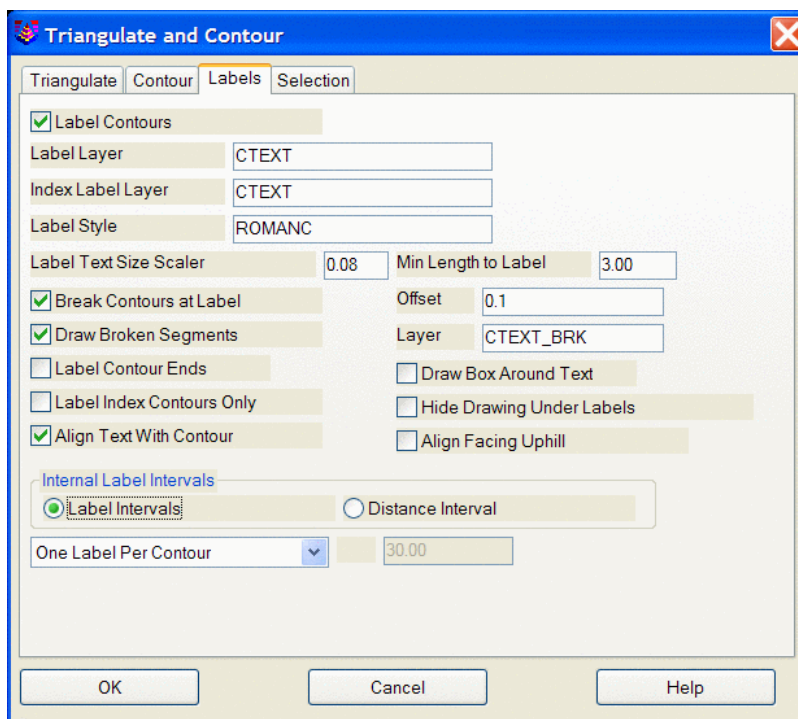 Triangulate and Contour
Triangulate Contour Labels Selection
Label Contours
Label Layer CTEXT
Index Label Layer CTEXT
Label Style ROMANC
Label Text Size Scaler 0.08 Min Length to Label 3.00
Break Contours at Label Offset 0.1
Draw Broken Segments Layer CTEXT_BRK
Label Contour Ends Draw Box Around Text
Label Index Contours Only Hide Drawing Under Labels
Align Text With Contour Align Facing Uphill
Internal Label Intervals
Label Intervals Distance Interval
One Label Per Contour 30.00
OK Cancel Help